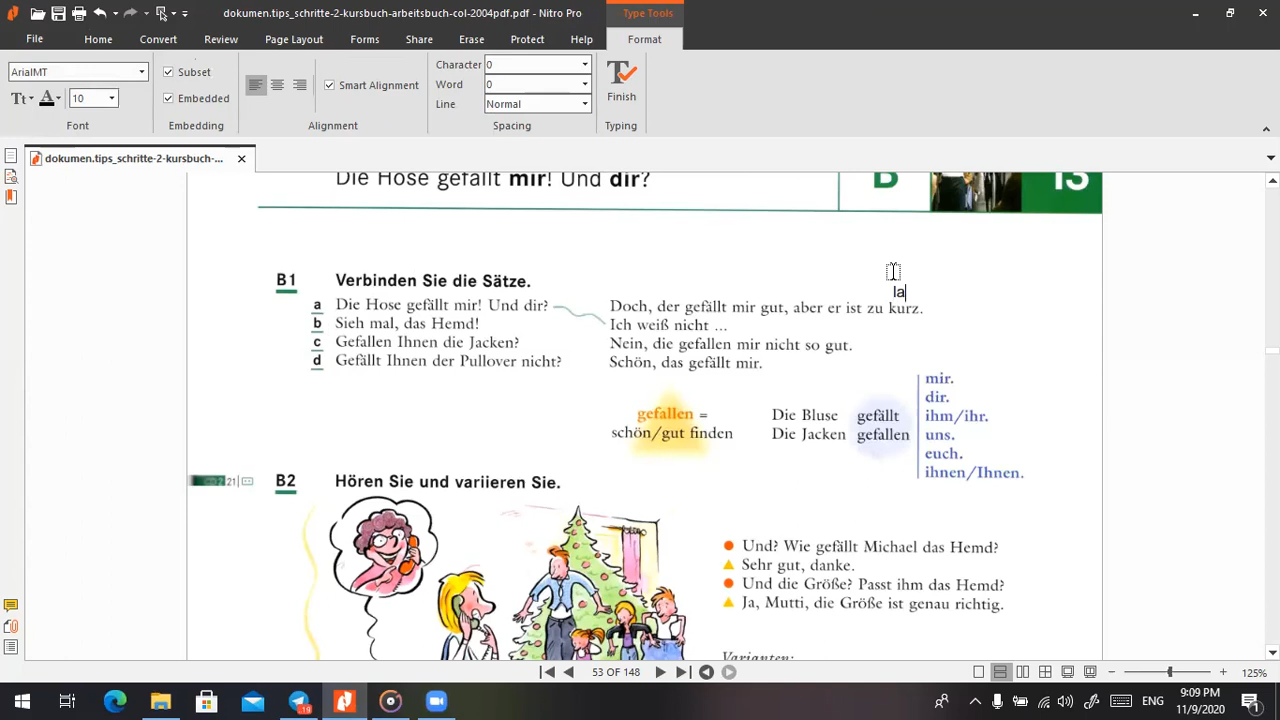 dokumen.tips_schritte-2-kursbuch-arbeitsbuch-col-2004pdf.pdf - Nitro Pro
Type Tools
File Home Convert Review Page Layout Forms Share Erase Protect Help Format
ArialMT
Subset
Character 0
Word 0
Line Normal
Tt A 10
Embedded
Smart Alignment
Finish
Font Embedding Alignment Spacing Typing
dokumen.tips_schritte-2-kursbuch-...
Die Hose gefällt mir! Und dir?
B 13
B1 Verbinden Sie die Sätze.
la
a Die Hose gefällt mir! Und dir? Doch, der gefällt mir gut, aber er ist zu kurz.
b Sieh mal, das Hemd! Ich weiß nicht ...
c Gefallen Ihnen die Jacken? Nein, die gefallen mir nicht so gut.
d Gefällt Ihnen der Pullover nicht? Schön, das gefällt mir.
gefallen =
schön/gut finden
Die Bluse gefällt
Die Jacken gefallen
mir.
dir.
ihm/ihr.
uns.
euch.
ihnen/Ihnen.
21
B2 Hören Sie und variieren Sie.
Und? Wie gefällt Michael das Hemd?
Sehr gut, danke.
Und die Größe? Passt ihm das Hemd?
Ja, Mutti, die Größe ist genau richtig.
Varianten:
53 OF 148
125%
19
ENG
9:09 PM
11/9/2020
1